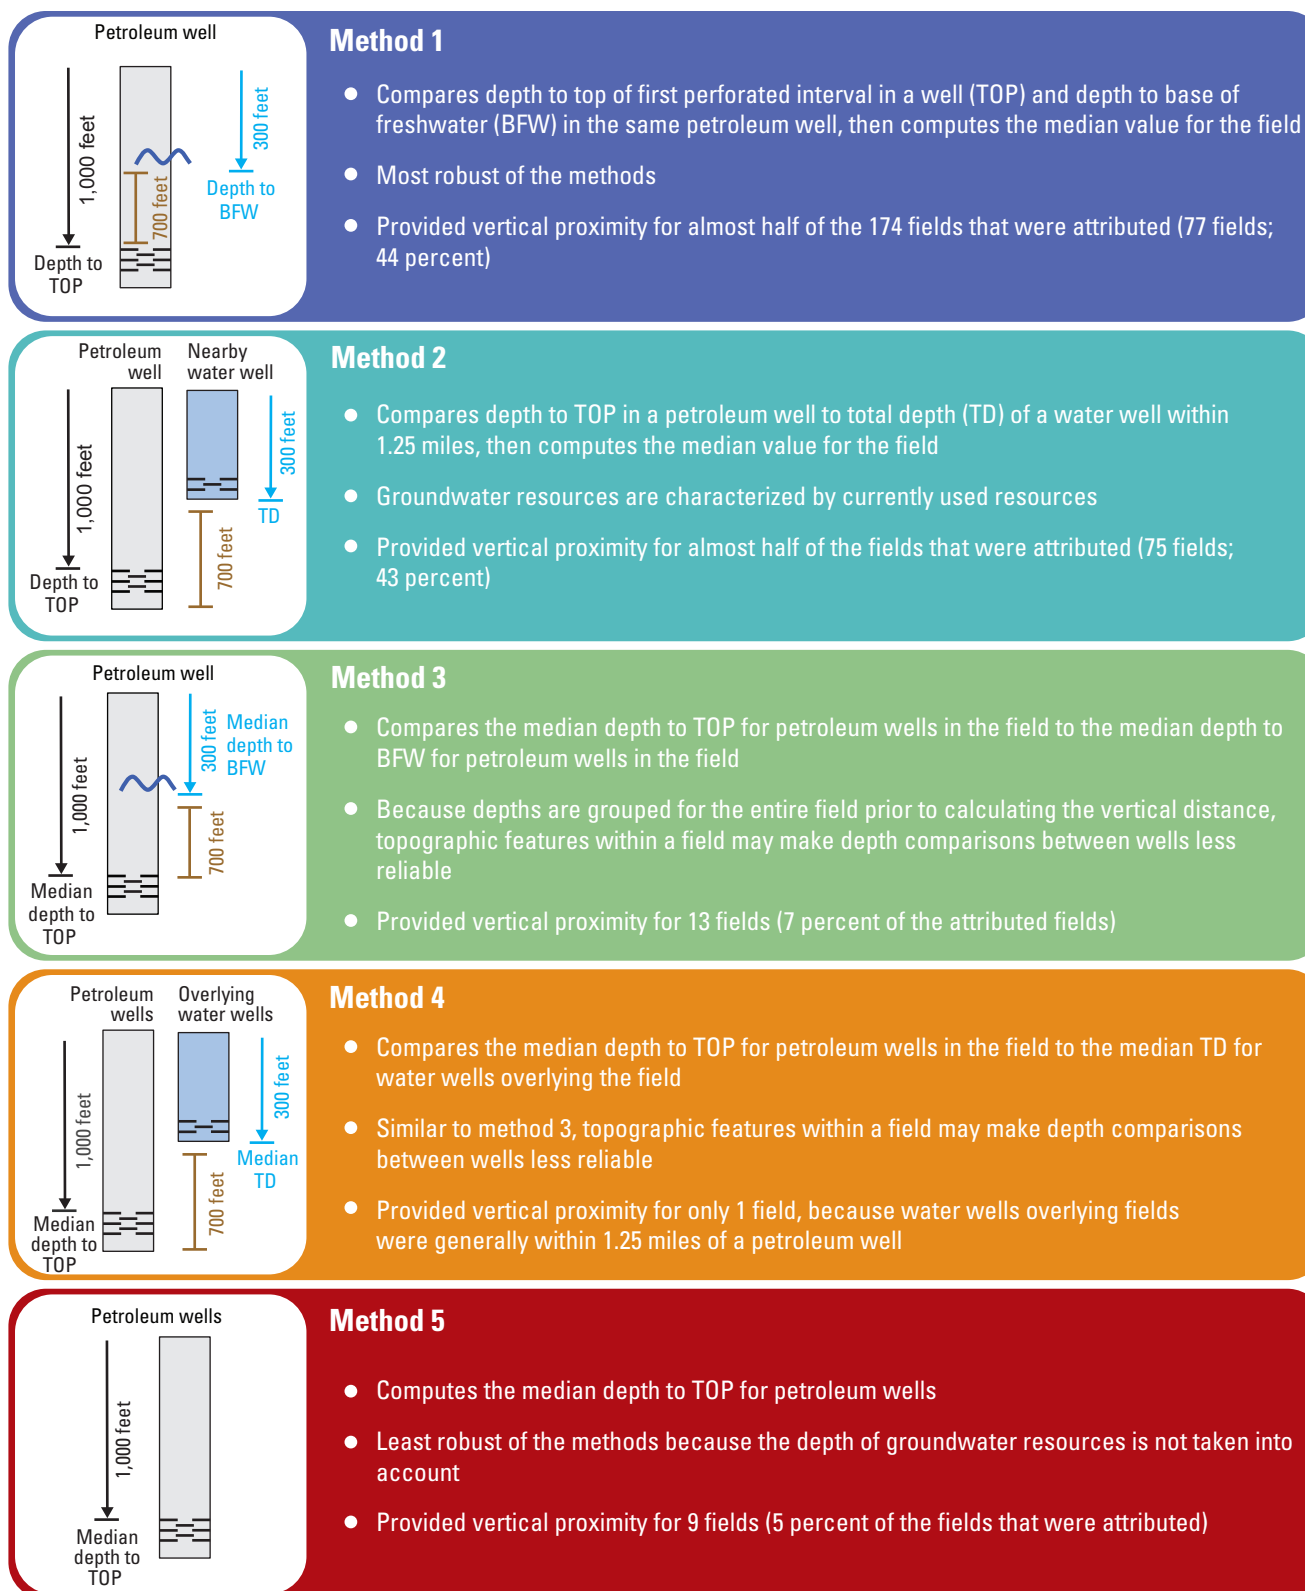 Petroleum well
1,000 feet
300 feet
700 feet
Depth to
BFW
Depth to
TOP
Method 1
• Compares depth to top of first perforated interval in a well (TOP) and depth to base of
freshwater (BFW) in the same petroleum well, then computes the median value for the field
• Most robust of the methods
• Provided vertical proximity for almost half of the 174 fields that were attributed (77 fields;
44 percent)
Petroleum
well
Nearby
water well
1,000 feet
300 feet
TD
700 feet
Depth to
TOP
Method 2
• Compares depth to TOP in a petroleum well to total depth (TD) of a water well within
1.25 miles, then computes the median value for the field
• Groundwater resources are characterized by currently used resources
• Provided vertical proximity for almost half of the fields that were attributed (75 fields;
43 percent)
Petroleum well
1,000 feet
300 feet
Median
depth to
BFW
700 feet
Median
depth to
TOP
Method 3
• Compares the median depth to TOP for petroleum wells in the field to the median depth to
BFW for petroleum wells in the field
• Because depths are grouped for the entire field prior to calculating the vertical distance,
topographic features within a field may make depth comparisons between wells less
reliable
• Provided vertical proximity for 13 fields (7 percent of the attributed fields)
Petroleum
wells
Overlying
water wells
1,000 feet
300 feet
Median
TD
700 feet
Median
depth to
TOP
Method 4
• Compares the median depth to TOP for petroleum wells in the field to the median TD for
water wells overlying the field
• Similar to method 3, topographic features within a field may make depth comparisons
between wells less reliable
• Provided vertical proximity for only 1 field, because water wells overlying fields
were generally within 1.25 miles of a petroleum well
Petroleum wells
1,000 feet
Median
depth to
TOP
Method 5
• Computes the median depth to TOP for petroleum wells
• Least robust of the methods because the depth of groundwater resources is not taken into
account
• Provided vertical proximity for 9 fields (5 percent of the fields that were attributed)